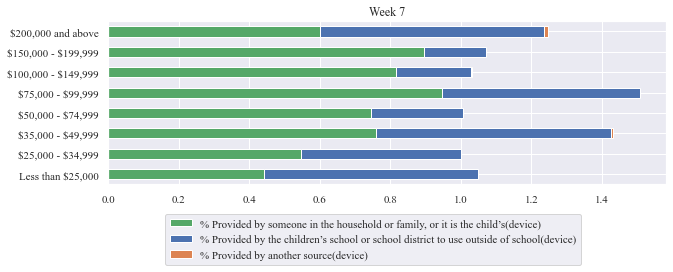 Week 7
$200,000 and above
$150,000 - $199,999
$100,000 - $149,999
$75,000 - $99,999
$50,000 - $74,999
$35,000 - $49,999
$25,000 - $34,999
Less than $25,000
0.0 0.2 0.4 0.6 0.8 1.0 1.2 1.4
% Provided by someone in the household or family, or it is the child’s(device)
% Provided by the children’s school or school district to use outside of school(device)
% Provided by another source(device)